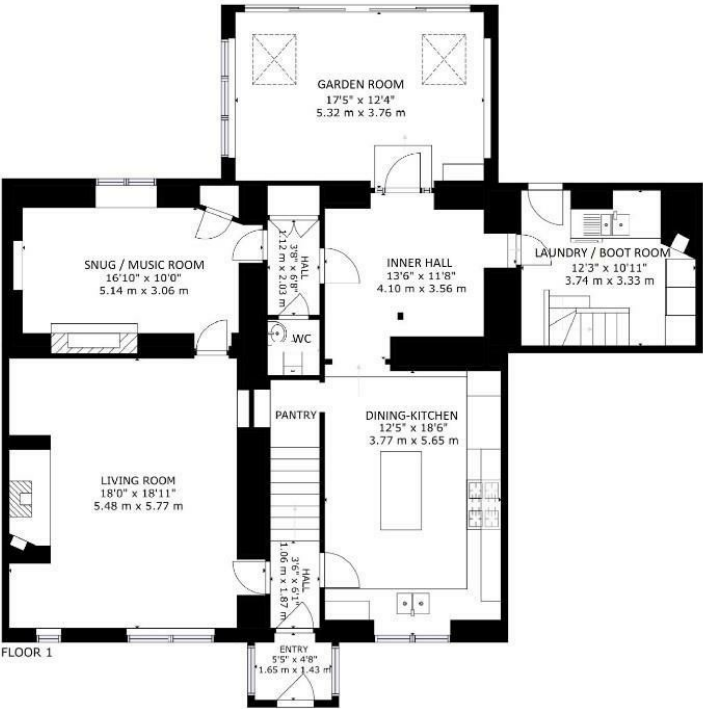 GARDEN ROOM
17'5" x 12'4"
5.32 m x 3.76 m
SNUG / MUSIC ROOM
16'10" x 10'0"
5.14 m x 3.06 m
HALL
3'8" x 6'8"
1.12 m x 2.03 m
INNER HALL
13'6" x 11'8"
4.10 m x 3.56 m
LAUNDRY / BOOT ROOM
12'3" x 10'11"
3.74 m x 3.33 m
WC
PANTRY
DINING-KITCHEN
12'5" x 18'6"
3.77 m x 5.65 m
LIVING ROOM
18'0" x 18'11"
5.48 m x 5.77 m
HALL
3'6" x 6'1"
1.06 m x 1.87 m
ENTRY
5'5" x 4'8"
1.65 m x 1.43 m
FLOOR 1